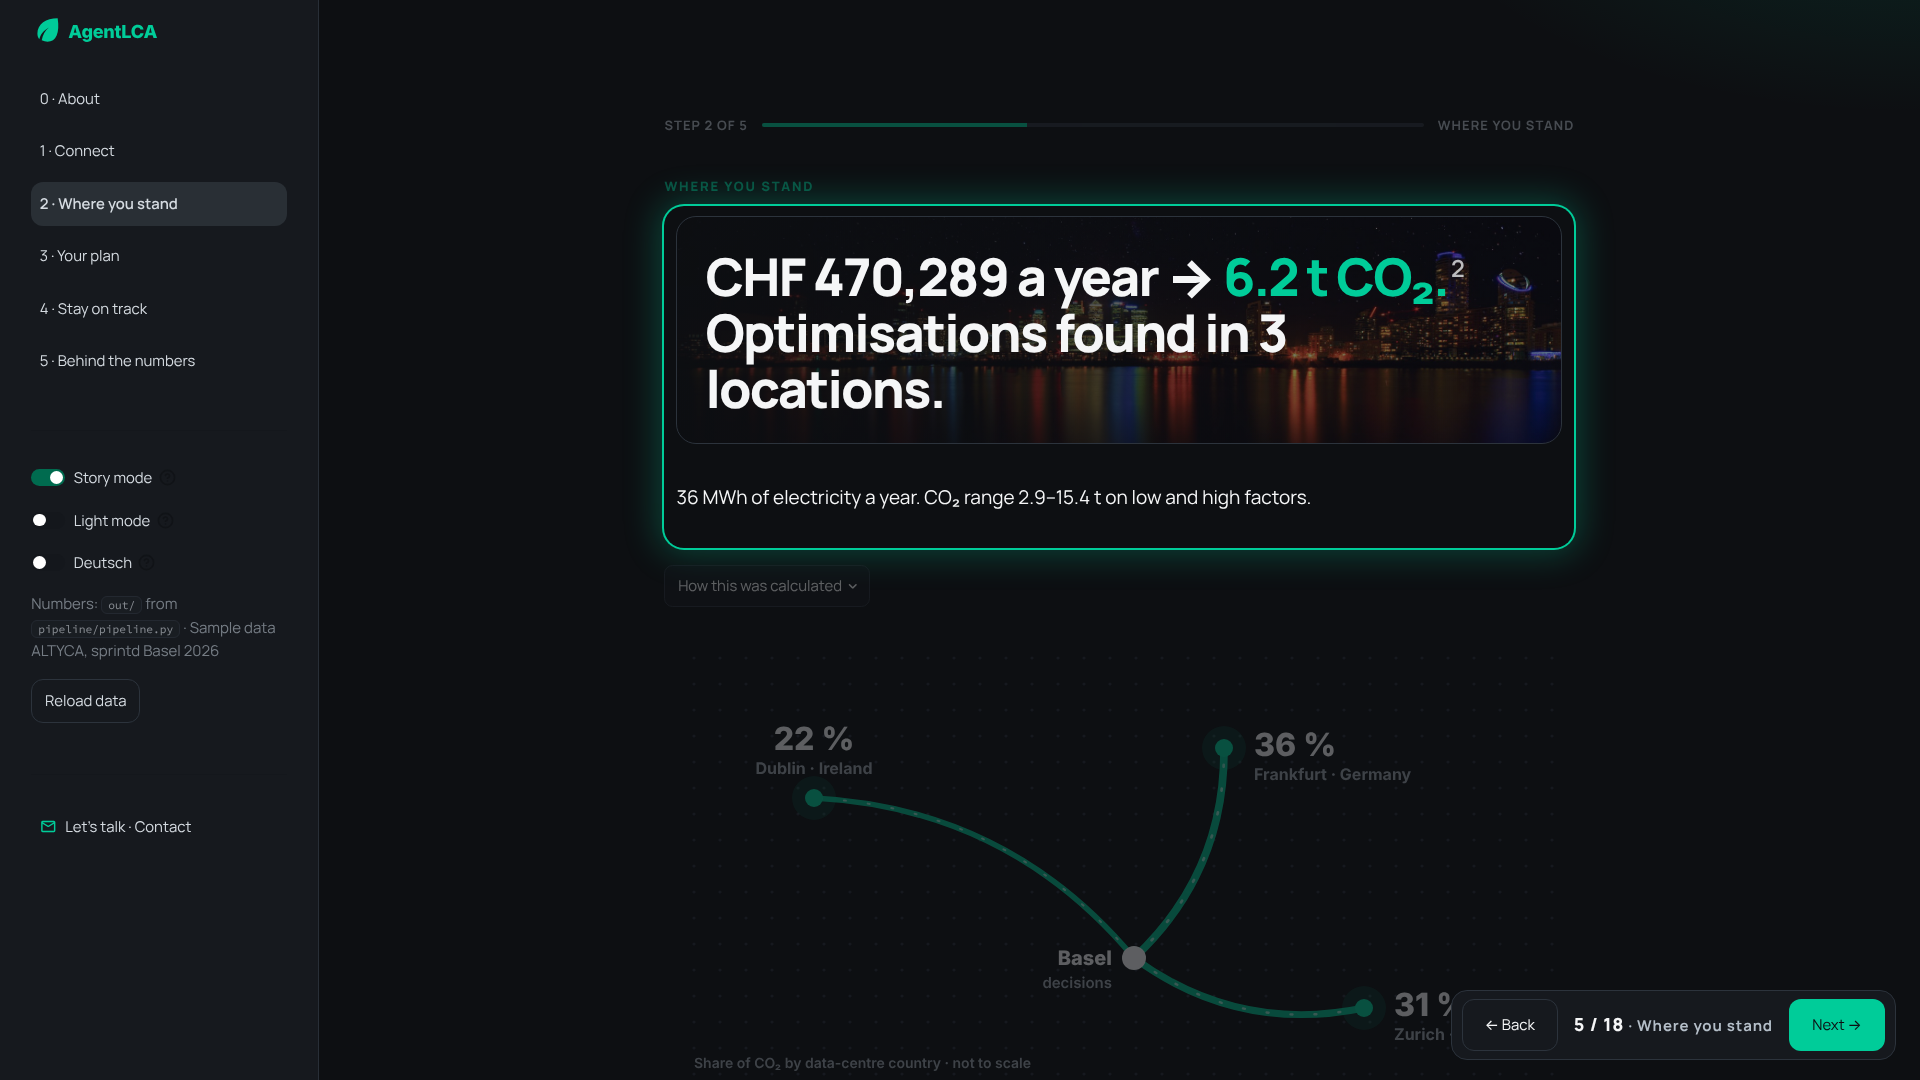 AgentLCA
0 · About
1 · Connect
2 · Where you stand
3 · Your plan
4 · Stay on track
5 · Behind the numbers
Story mode
Light mode
Deutsch
Numbers: out/ from
pipeline/pipeline.py · Sample data
ALTYCA, sprintd Basel 2026
Reload data
Let's talk · Contact
STEP 2 OF 5
WHERE YOU STAND
WHERE YOU STAND
CHF 470,289 a year → 6.2 t CO₂. 2
Optimisations found in 3
locations.
36 MWh of electricity a year. CO₂ range 2.9–15.4 t on low and high factors.
How this was calculated
22 %
Dublin · Ireland
36 %
Frankfurt · Germany
Basel
decisions
31 %
Zurich ·
Share of CO₂ by data-centre country · not to scale
← Back
5 / 18 · Where you stand
Next →